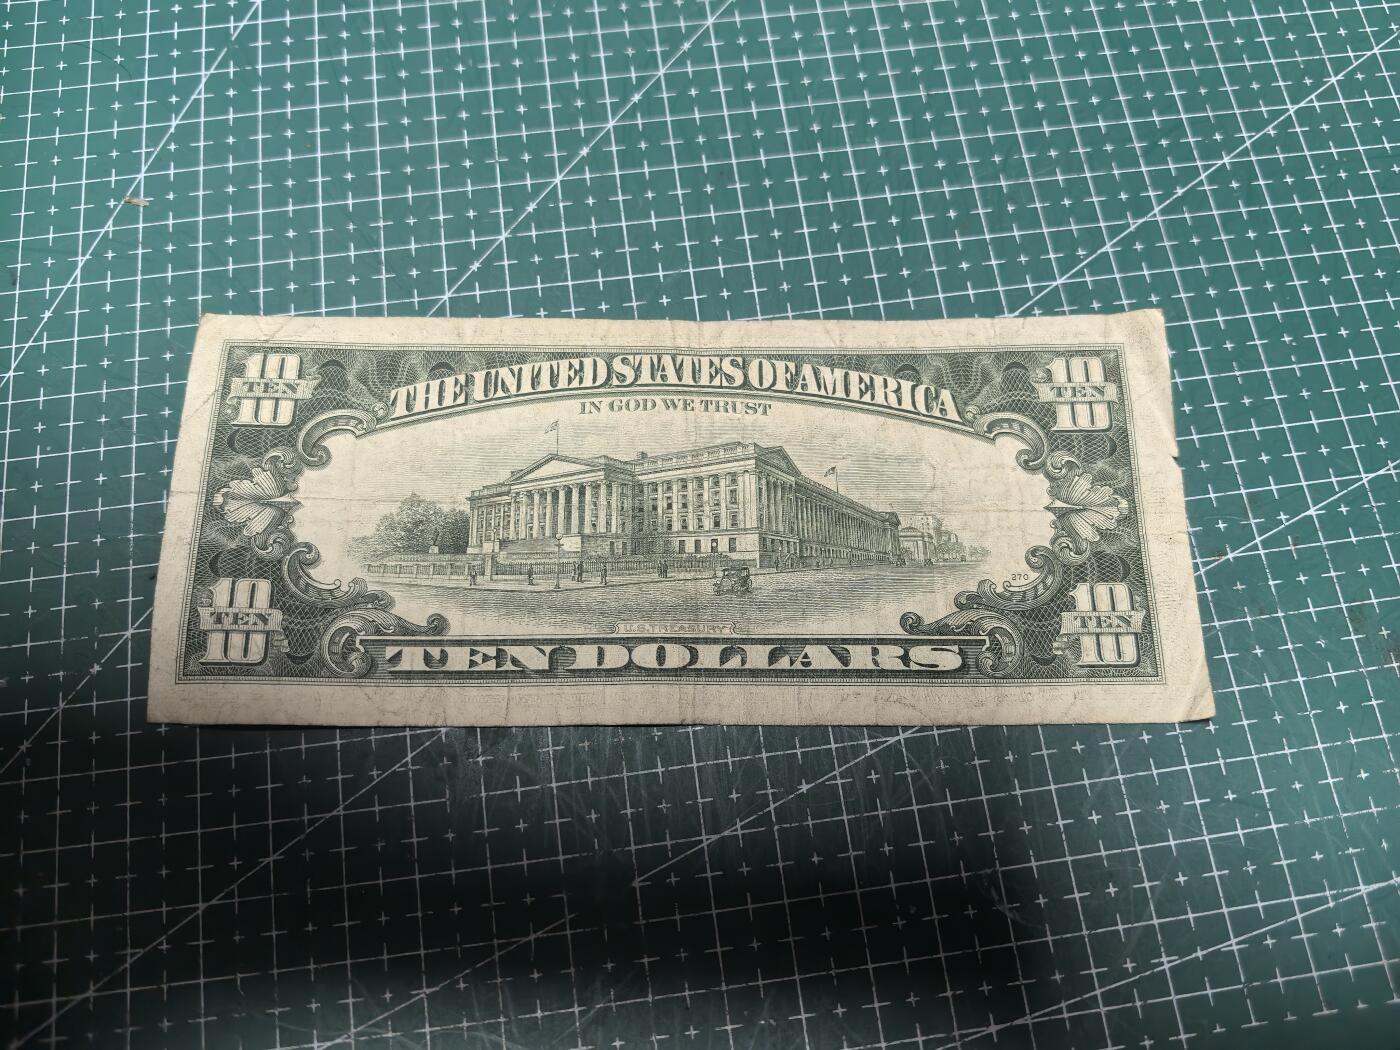 10 TEN 10
THE UNITED STATES OF AMERICA
10 TEN 10
IN GOD WE TRUST
270
10 TEN 10
U.S. TREASURY
TEN DOLLARS
10 TEN 10